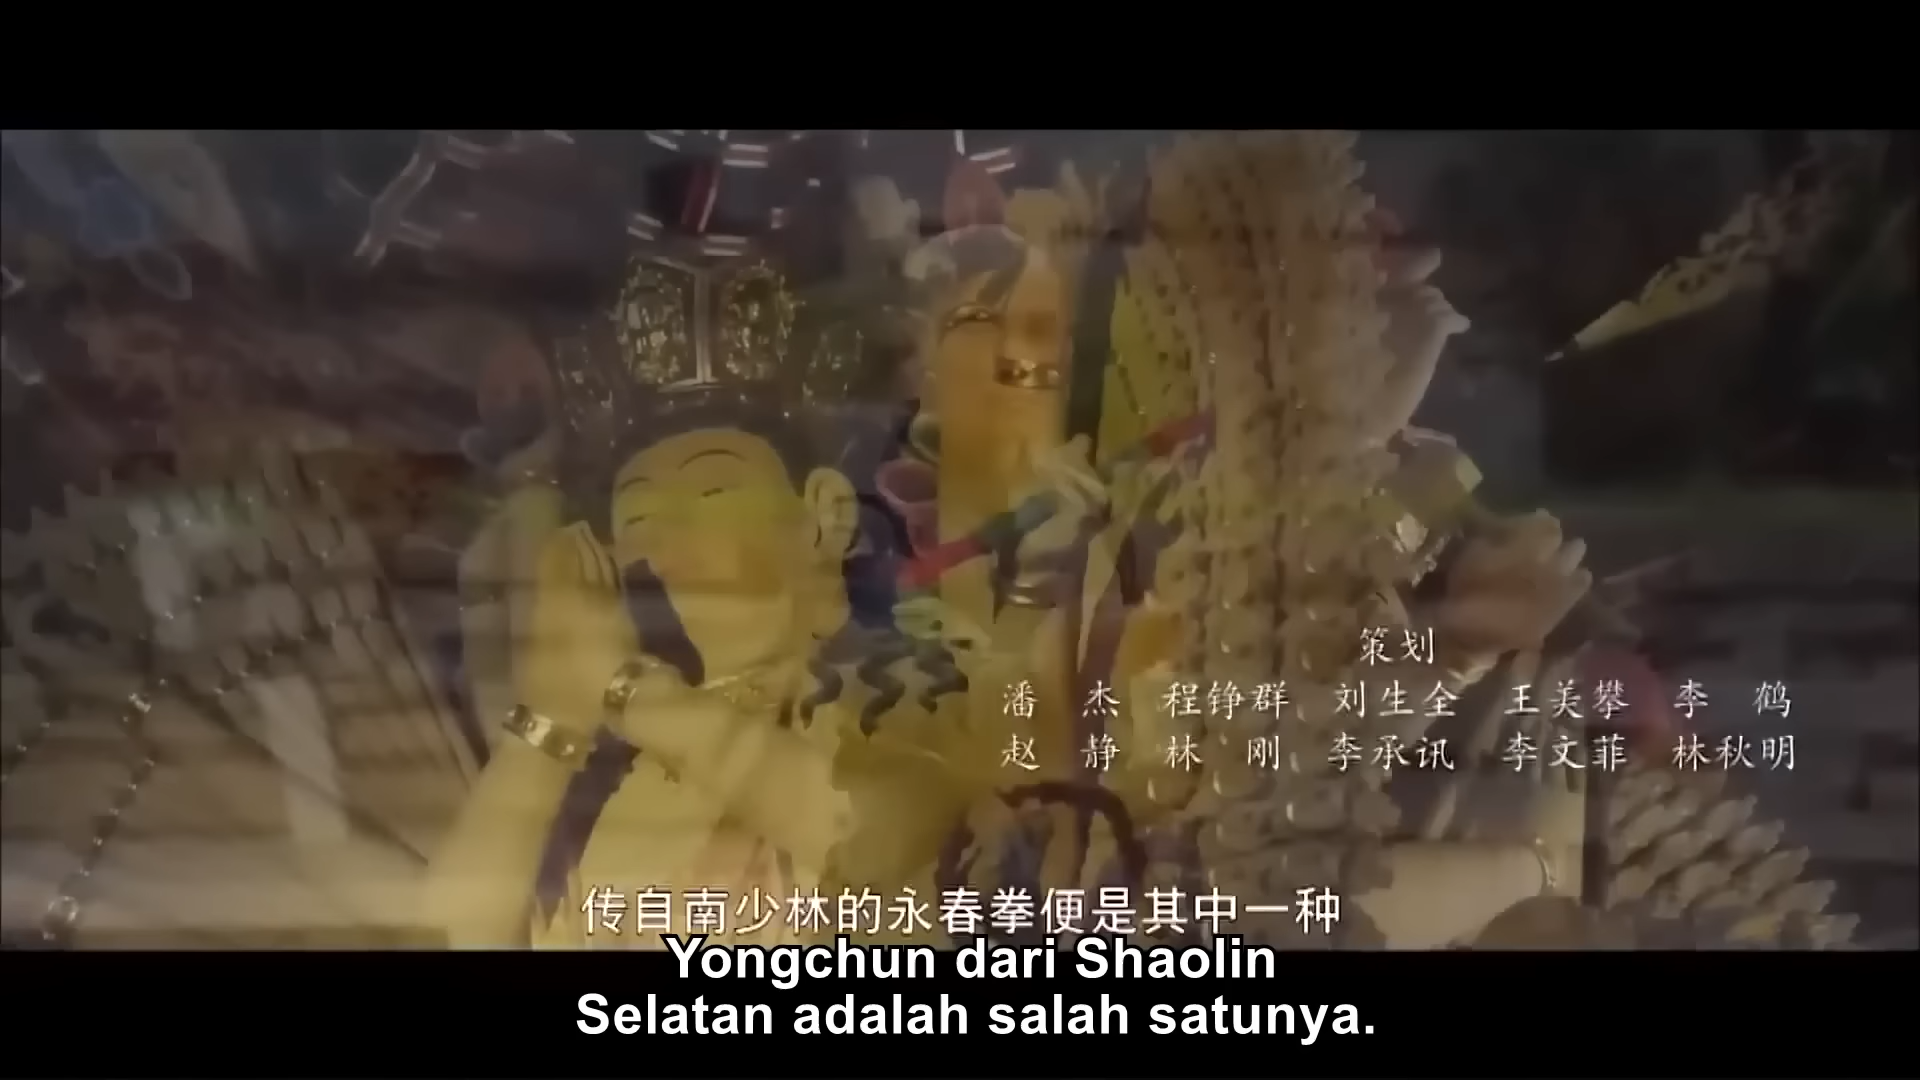 策划
潘 杰 程铮群 刘生全 王美攀 李 鹤
赵 静 林 刚 李承讯 李文菲 林秋明
传自南少林的永春拳便是其中一种
Yongchun dari Shaolin
Selatan adalah salah satunya.